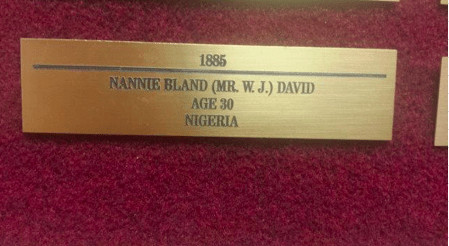 1885
NANNIE BLAND (MR. W. J.) DAVID
AGE 30
NIGERIA